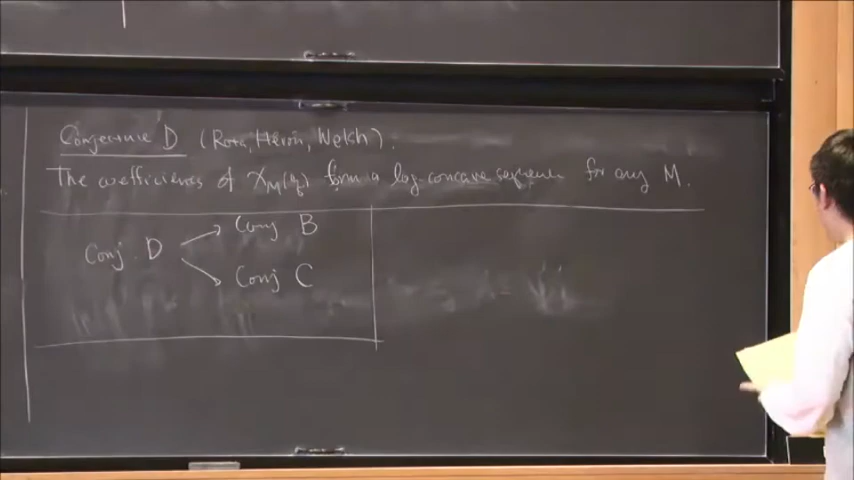 Conjecture D (Rota, Heron, Welsh).
The coefficients of χ_M(q) form a log-concave sequence for any M.
Conj D → Conj B
→ Conj C